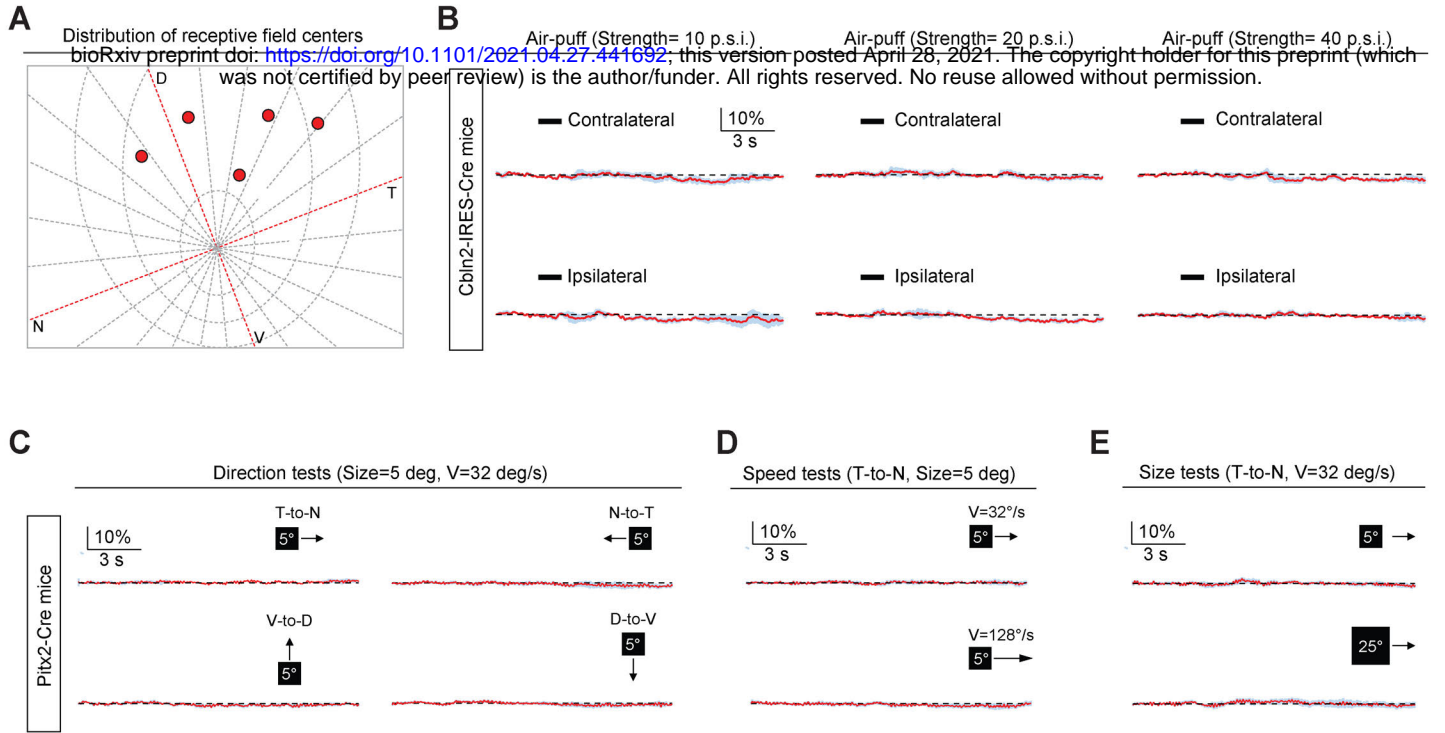 A
Distribution of receptive field centers
D
T
N
V
B
Air-puff (Strength= 10 p.s.i.)
Air-puff (Strength= 20 p.s.i.)
Air-puff (Strength= 40 p.s.i.)
bioRxiv preprint doi: https://doi.org/10.1101/2021.04.27.441692; this version posted April 28, 2021. The copyright holder for this preprint (which
was not certified by peer review) is the author/funder. All rights reserved. No reuse allowed without permission.
Cbln2-IRES-Cre mice
Contralateral
10%
3 s
Contralateral
Contralateral
Ipsilateral
Ipsilateral
Ipsilateral
C
Direction tests (Size=5 deg, V=32 deg/s)
Pitx2-Cre mice
10%
3 s
T-to-N
5°
N-to-T
5°
V-to-D
5°
D-to-V
5°
D
Speed tests (T-to-N, Size=5 deg)
10%
3 s
V=32°/s
5°
V=128°/s
5°
E
Size tests (T-to-N, V=32 deg/s)
10%
3 s
5°
25°